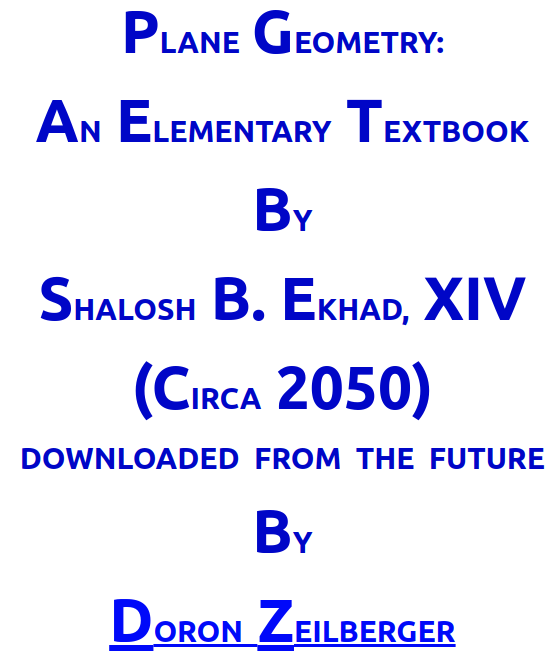 Plane Geometry:
An Elementary Textbook
By
Shalosh B. Ekhad, XIV
(Circa 2050)
DOWNLOADED FROM THE FUTURE
By
Doron Zeilberger